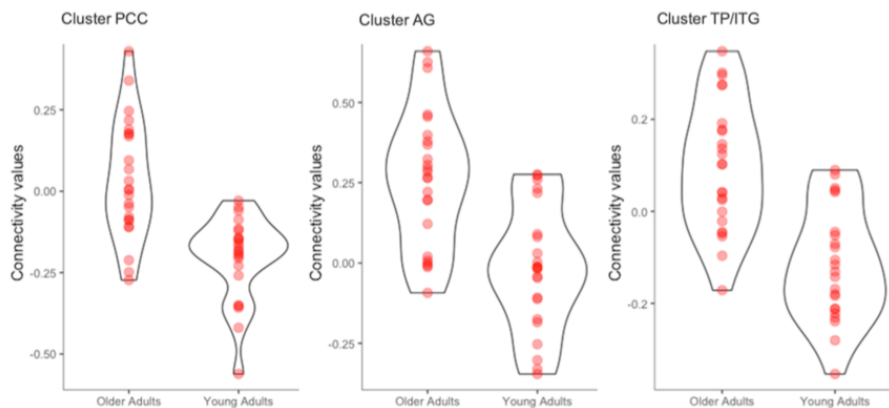 Cluster PCC
Connectivity values
0.25
0.00
-0.25
-0.50
Older Adults Young Adults
Cluster AG
Connectivity values
0.50
0.25
0.00
-0.25
Older Adults Young Adults
Cluster TP/ITG
Connectivity values
0.2
0.0
-0.2
Older Adults Young Adults